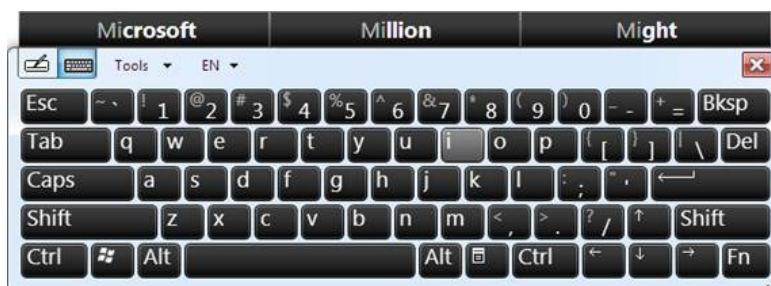 Microsoft Million Might
Tools EN
Esc ~ ` ! 1 @ 2 # 3 $ 4 % 5 ^ 6 & 7 * 8 ( 9 ) 0 _ - + = Bksp
Tab q w e r t y u i o p { [ } ] | \ Del
Caps a s d f g h j k l : ; " ' ←
Shift z x c v b n m < , > . ? / ↑ Shift
Ctrl Alt Alt Ctrl ← ↓ → Fn